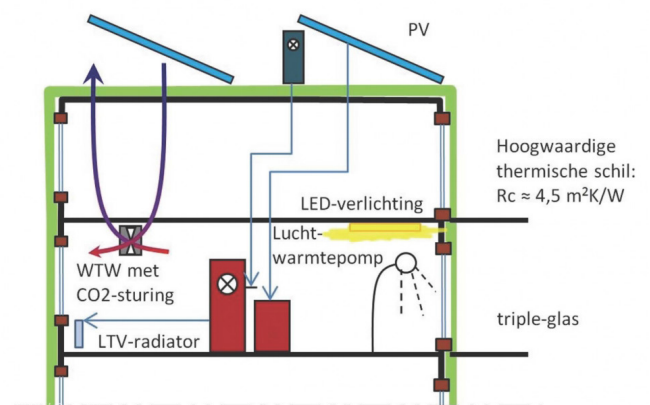 PV
Hoogwaardige
thermische schil:
Rc ≈ 4,5 m²K/W
LED-verlichting
Lucht-
warmtepomp
WTW met
CO2-sturing
triple-glas
LTV-radiator